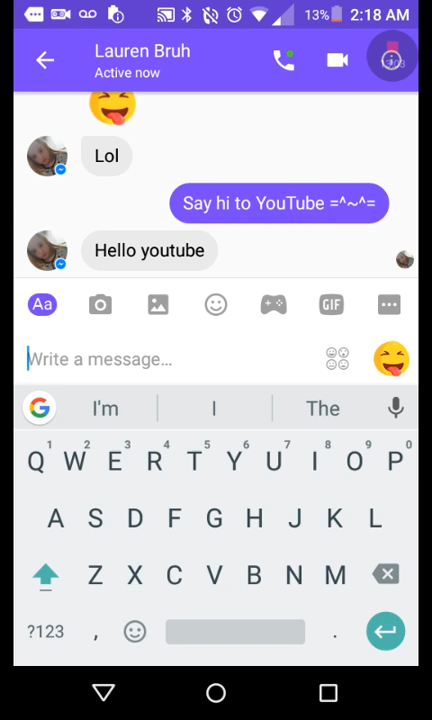 13% 2:18 AM
Lauren Bruh
Active now
Lol
Say hi to YouTube =^~^=
Hello youtube
Aa
GIF
Write a message...
G I'm I The
1 2 3 4 5 6 7 8 9 0
Q W E R T Y U I O P
A S D F G H J K L
Z X C V B N M
?123 , .